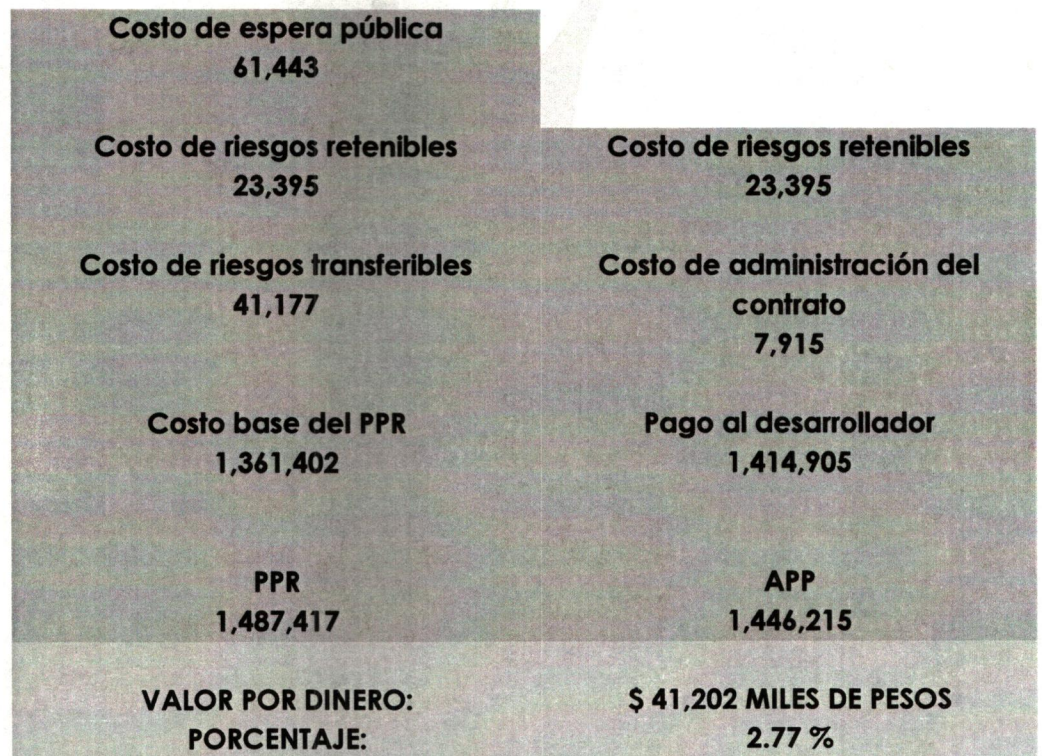 Costo de espera pública
61,443
Costo de riesgos retenibles
23,395
Costo de riesgos transferibles
41,177
Costo base del PPR
1,361,402
PPR
1,487,417
Costo de riesgos retenibles
23,395
Costo de administración del
contrato
7,915
Pago al desarrollador
1,414,905
APP
1,446,215
VALOR POR DINERO:
$ 41,202 MILES DE PESOS
PORCENTAJE:
2.77 %